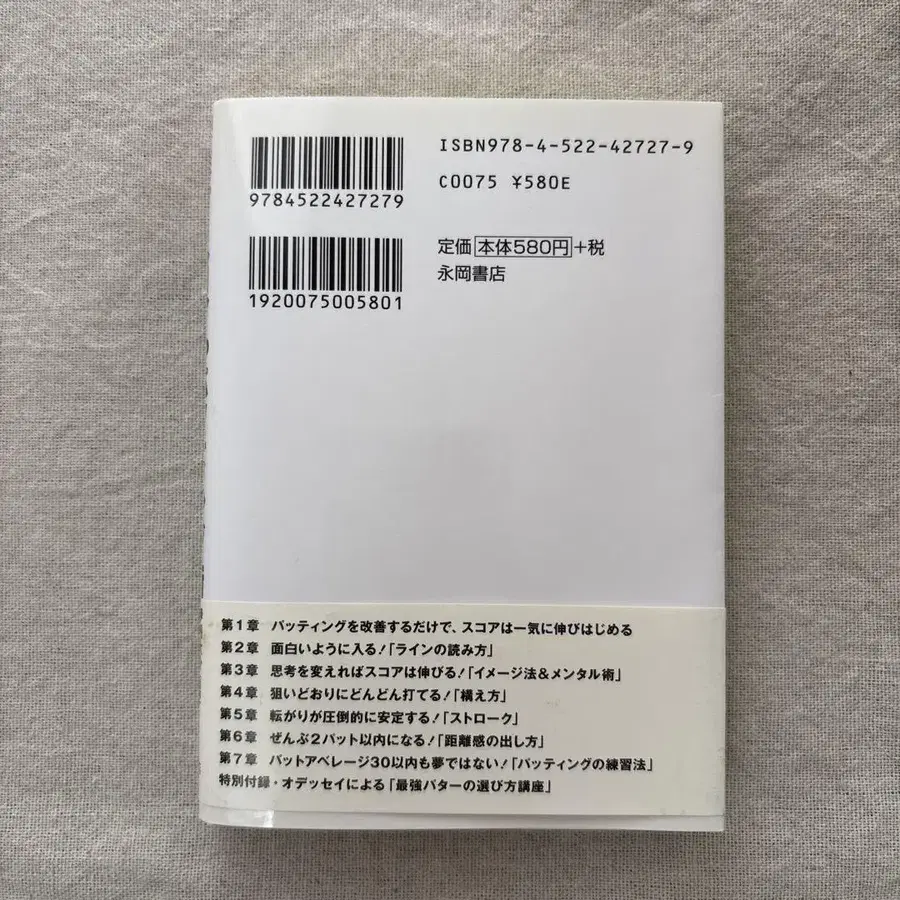 ISBN978-4-522-42727-9
C0075 ¥580E
9784522427279
定価 本体580円 +税
永岡書店
1920075005801
第1章 パッティングを改善するだけで、スコアは一気に伸びはじめる
第2章 面白いように入る!「ラインの読み方」
第3章 思考を変えればスコアは伸びる!「イメージ法&メンタル術」
第4章 狙いどおりにどんどん打てる!「構え方」
第5章 転がりが圧倒的に安定する!「ストローク」
第6章 ぜんぶ2パット以内になる!「距離感の出し方」
第7章 パットアベレージ30以内も夢ではない!「パッティングの練習法」
特別付録・オデッセイによる「最強パターの選び方講座」